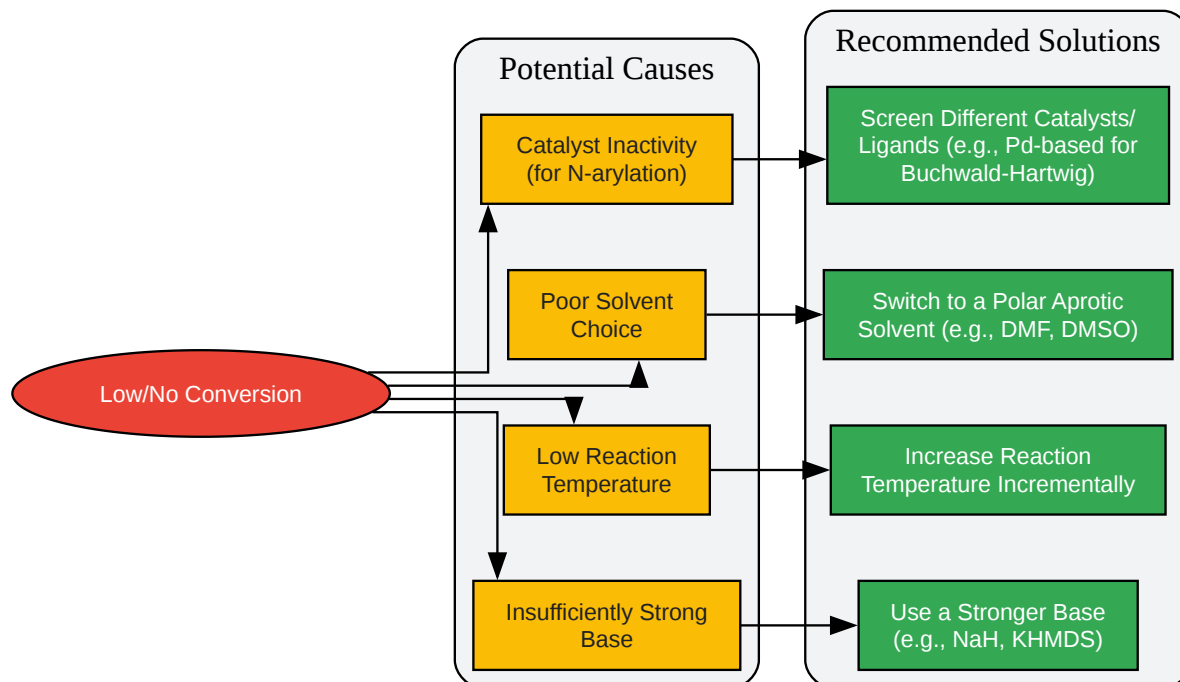 Recommended Solutions
Potential Causes
Screen Different Catalysts/
Ligands (e.g., Pd-based for
Buchwald-Hartwig)
Catalyst Inactivity
(for N-arylation)
Poor Solvent
Choice
Switch to a Polar Aprotic
Solvent (e.g., DMF, DMSO)
Low/No Conversion
Low Reaction
Temperature
Increase Reaction
Temperature Incrementally
Insufficiently Strong
Base
Use a Stronger Base
(e.g., NaH, KHMDS)